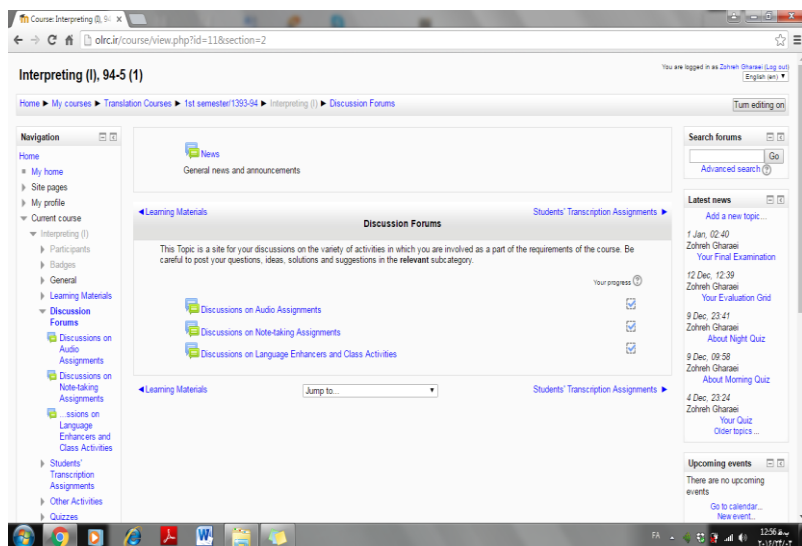 Course: Interpreting (I), 94
olrc.ir/course/view.php?id=11&section=2
Interpreting (I), 94-5 (1)
You are logged in as Zohreh Gharaei (Log out)
English (en)
Home ► My courses ► Translation Courses ► 1st semester/1393-94 ► Interpreting (I) ► Discussion Forums
Turn editing on
Navigation
Home
My home
Site pages
My profile
Current course
Interpreting (I)
Participants
Badges
General
Learning Materials
Discussion
Forums
Discussions on
Audio
Assignments
Discussions on
Note-taking
Assignments
...ssions on
Language
Enhancers and
Class Activities
Students'
Transcription
Assignments
Other Activities
Quizzes
News
General news and announcements
◄Learning Materials
Students' Transcription Assignments ►
Discussion Forums
This Topic is a site for your discussions on the variety of activities in which you are involved as a part of the requirements of the course. Be
careful to post your questions, ideas, solutions and suggestions in the relevant subcategory.
Your progress
Discussions on Audio Assignments
Discussions on Note-taking Assignments
Discussions on Language Enhancers and Class Activities
◄Learning Materials
Jump to...
Students' Transcription Assignments ►
Search forums
Go
Advanced search
Latest news
Add a new topic...
1 Jan, 02:40
Zohreh Gharaei
Your Final Examination
12 Dec, 12:39
Zohreh Gharaei
Your Evaluation Grid
9 Dec, 23:41
Zohreh Gharaei
About Night Quiz
9 Dec, 09:58
Zohreh Gharaei
About Morning Quiz
4 Dec, 23:24
Zohreh Gharaei
Your Quiz
Older topics ...
Upcoming events
There are no upcoming
events
Go to calendar...
New event...
FA
12:56 ب.ظ